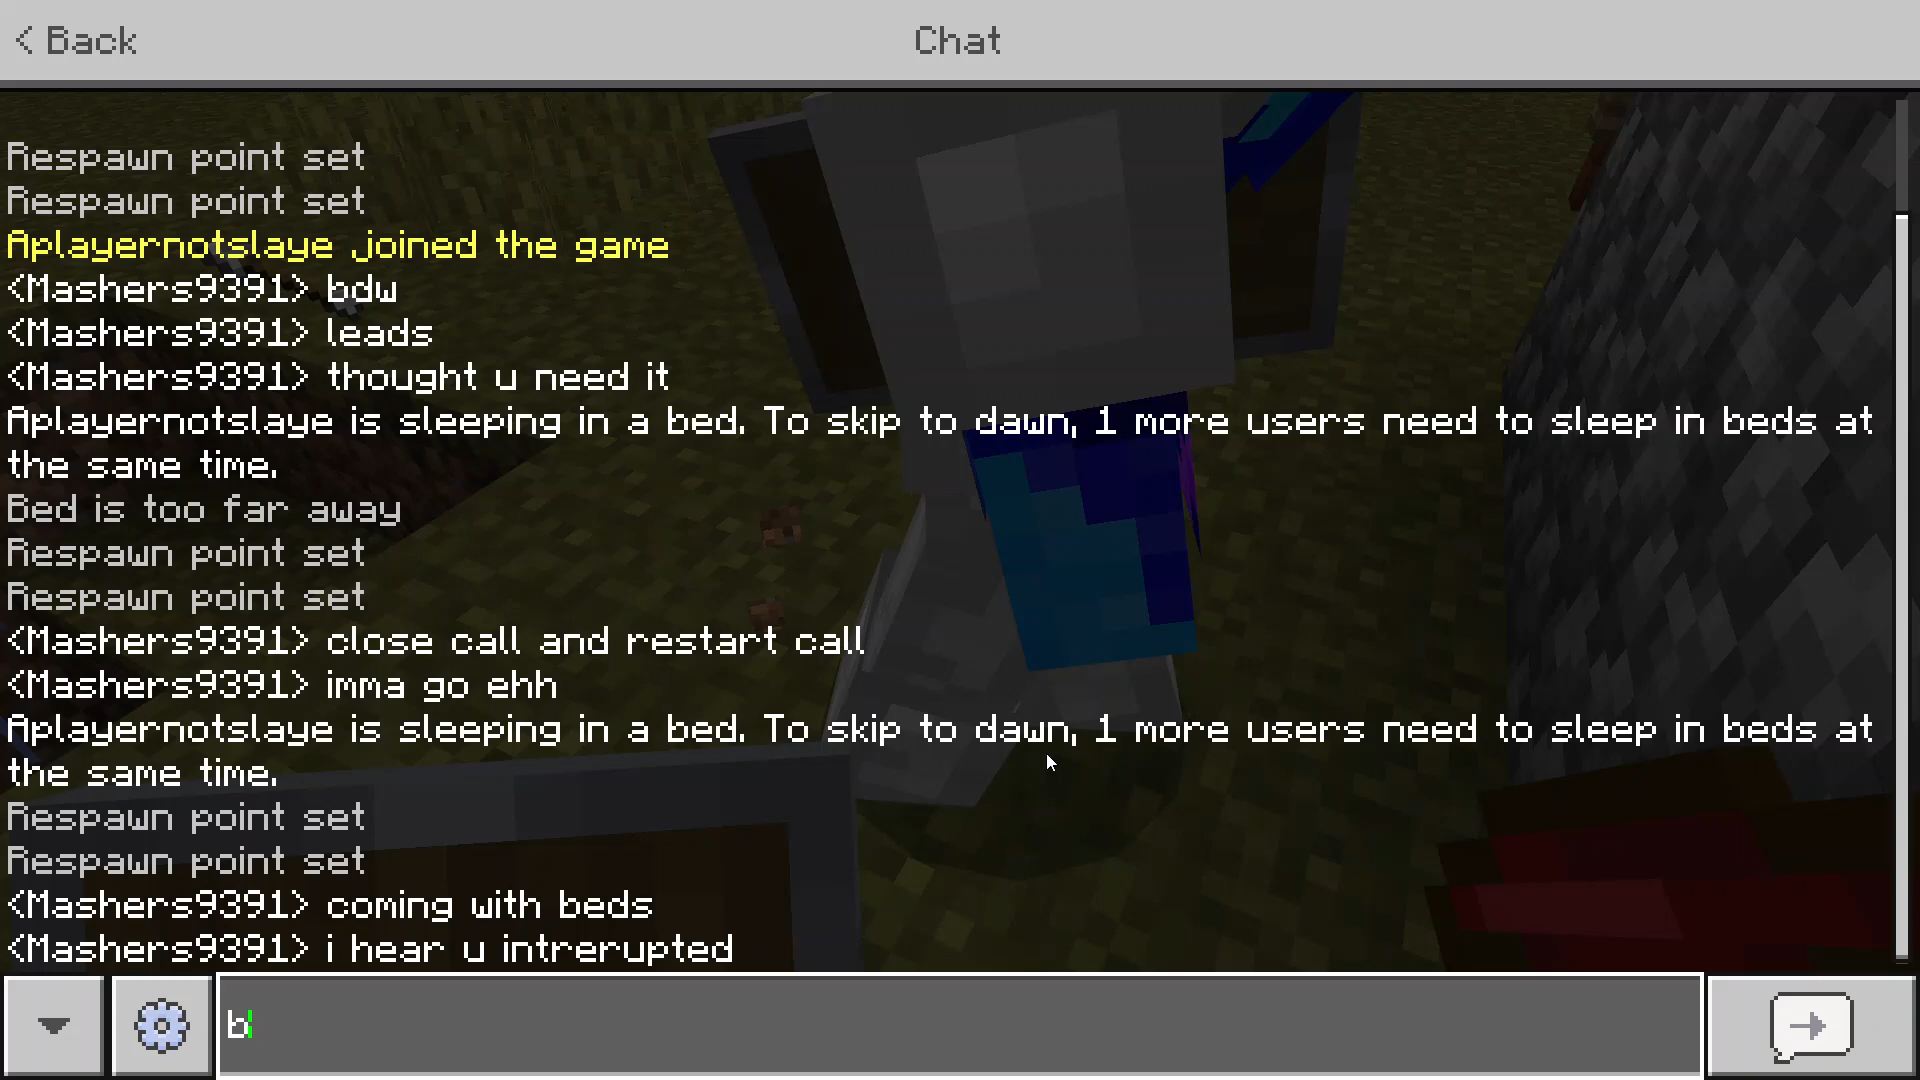 < Back
Chat
Respawn point set
Respawn point set
Aplayernotslaye joined the game
<Mashers9391> bdw
<Mashers9391> leads
<Mashers9391> thought u need it
Aplayernotslaye is sleeping in a bed. To skip to dawn, 1 more users need to sleep in beds at
the same time.
Bed is too far away
Respawn point set
Respawn point set
<Mashers9391> close call and restart call
<Mashers9391> imma go ehh
Aplayernotslaye is sleeping in a bed. To skip to dawn, 1 more users need to sleep in beds at
the same time.
Respawn point set
Respawn point set
<Mashers9391> coming with beds
<Mashers9391> i hear u intrerupted
b